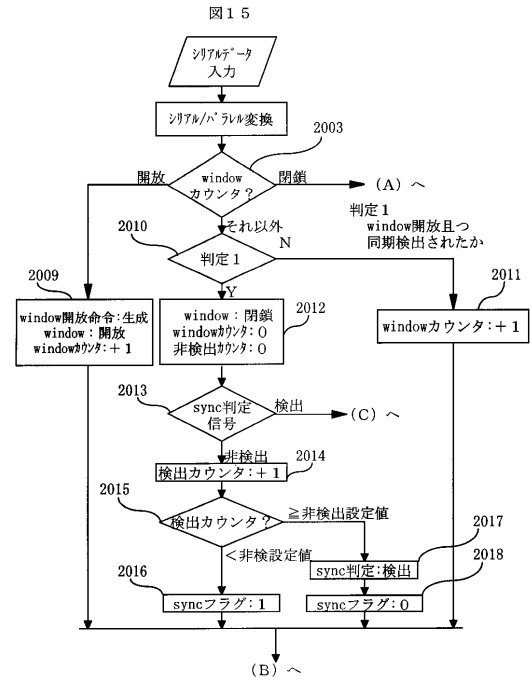 図15
ｼﾘｱﾙﾃﾞｰﾀ
入力
ｼﾘｱﾙ/ﾊﾟﾗﾚﾙ変換
2003
window
カウンタ?
開放
閉鎖
(A)へ
それ以外
判定1
window開放且つ
同期検出されたか
2010
判定1
N
Y
2009
window開放命令:生成
window:開放
windowｶｳﾝﾀ:+1
2012
window:閉鎖
windowｶｳﾝﾀ:0
非検出ｶｳﾝﾀ:0
2011
windowカウンタ:+1
2013
sync判定
信号
検出
(C)へ
非検出
2014
検出カウンタ:+1
2015
検出カウンタ?
≧非検出設定値
<非検設定値
2017
sync判定:検出
2016
syncフラグ:1
2018
syncフラグ:0
(B)へ